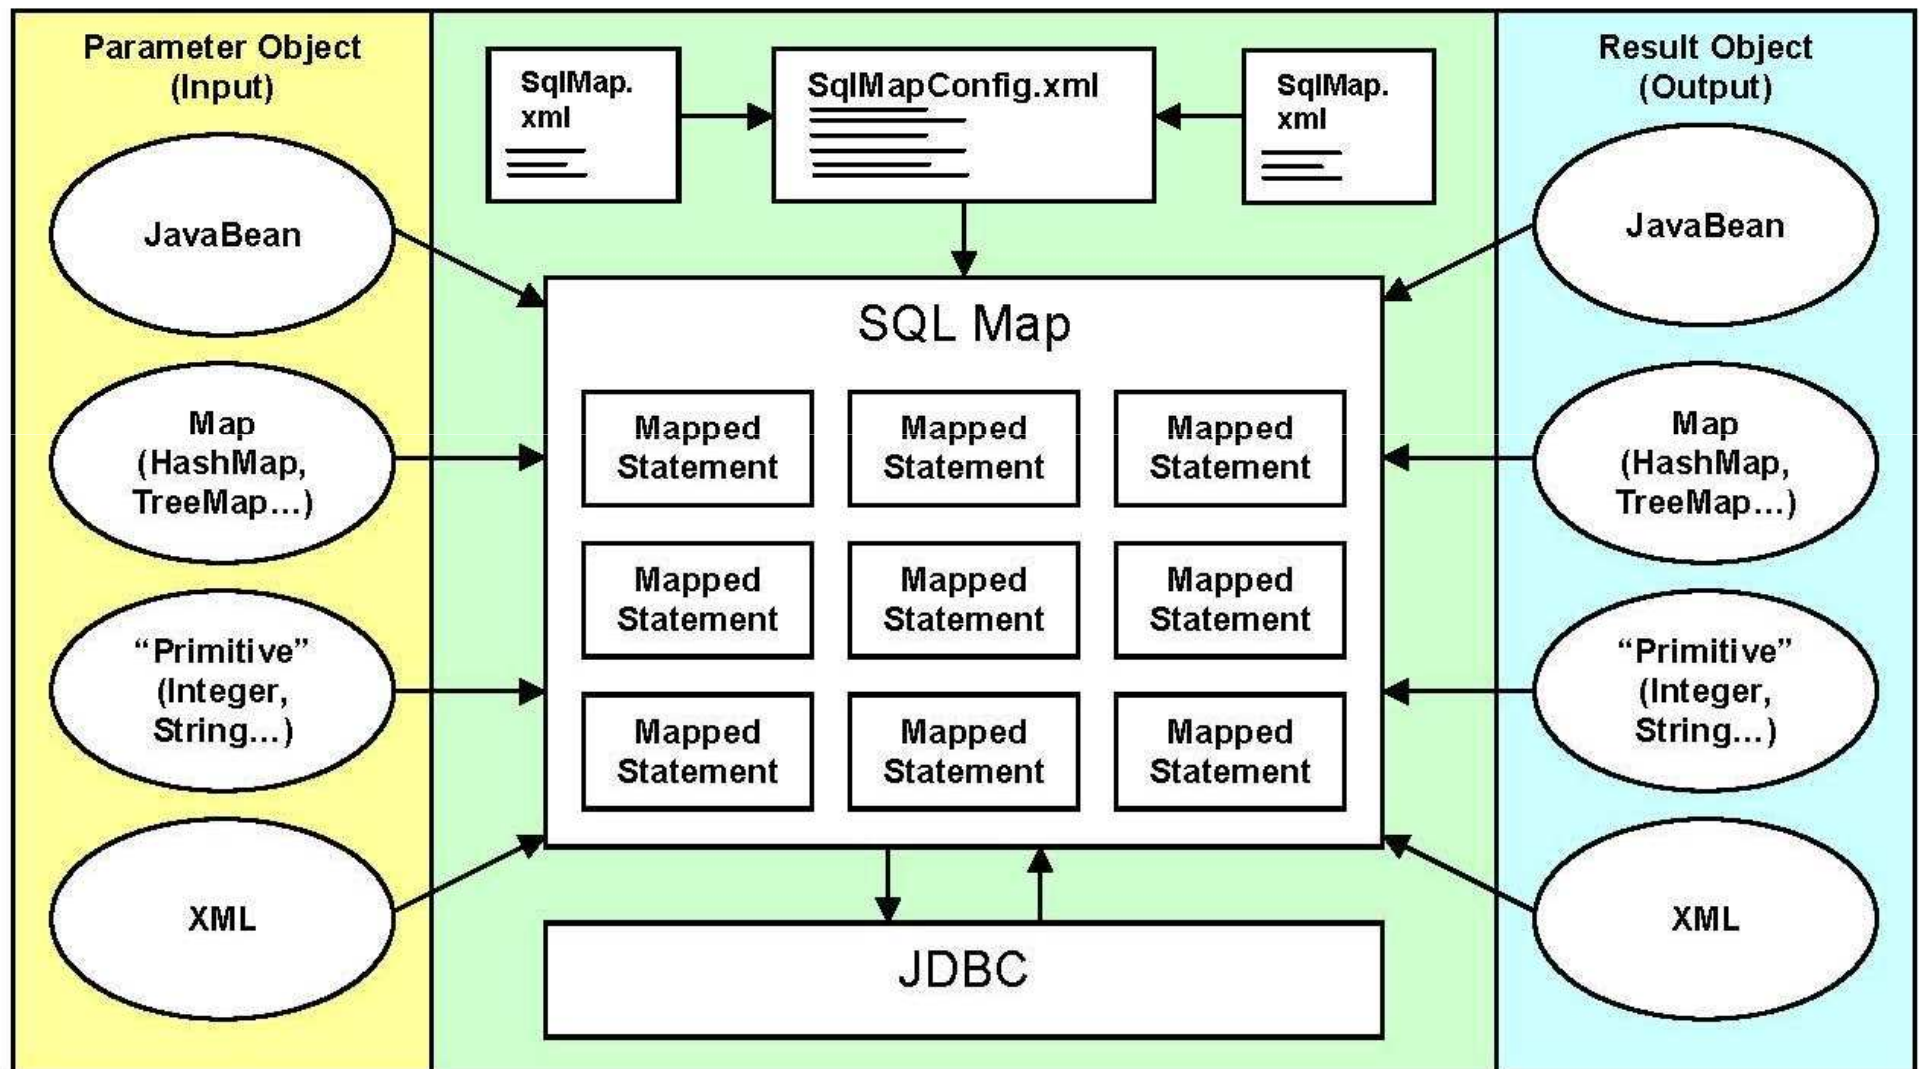 Parameter Object
(Input)
JavaBean
Map
(HashMap,
TreeMap...)
“Primitive”
(Integer,
String...)
XML
SqlMap.
xml
SqlMapConfig.xml
SqlMap.
xml
SQL Map
Mapped
Statement
Mapped
Statement
Mapped
Statement
Mapped
Statement
Mapped
Statement
Mapped
Statement
Mapped
Statement
Mapped
Statement
Mapped
Statement
JDBC
Result Object
(Output)
JavaBean
Map
(HashMap,
TreeMap...)
“Primitive”
(Integer,
String...)
XML